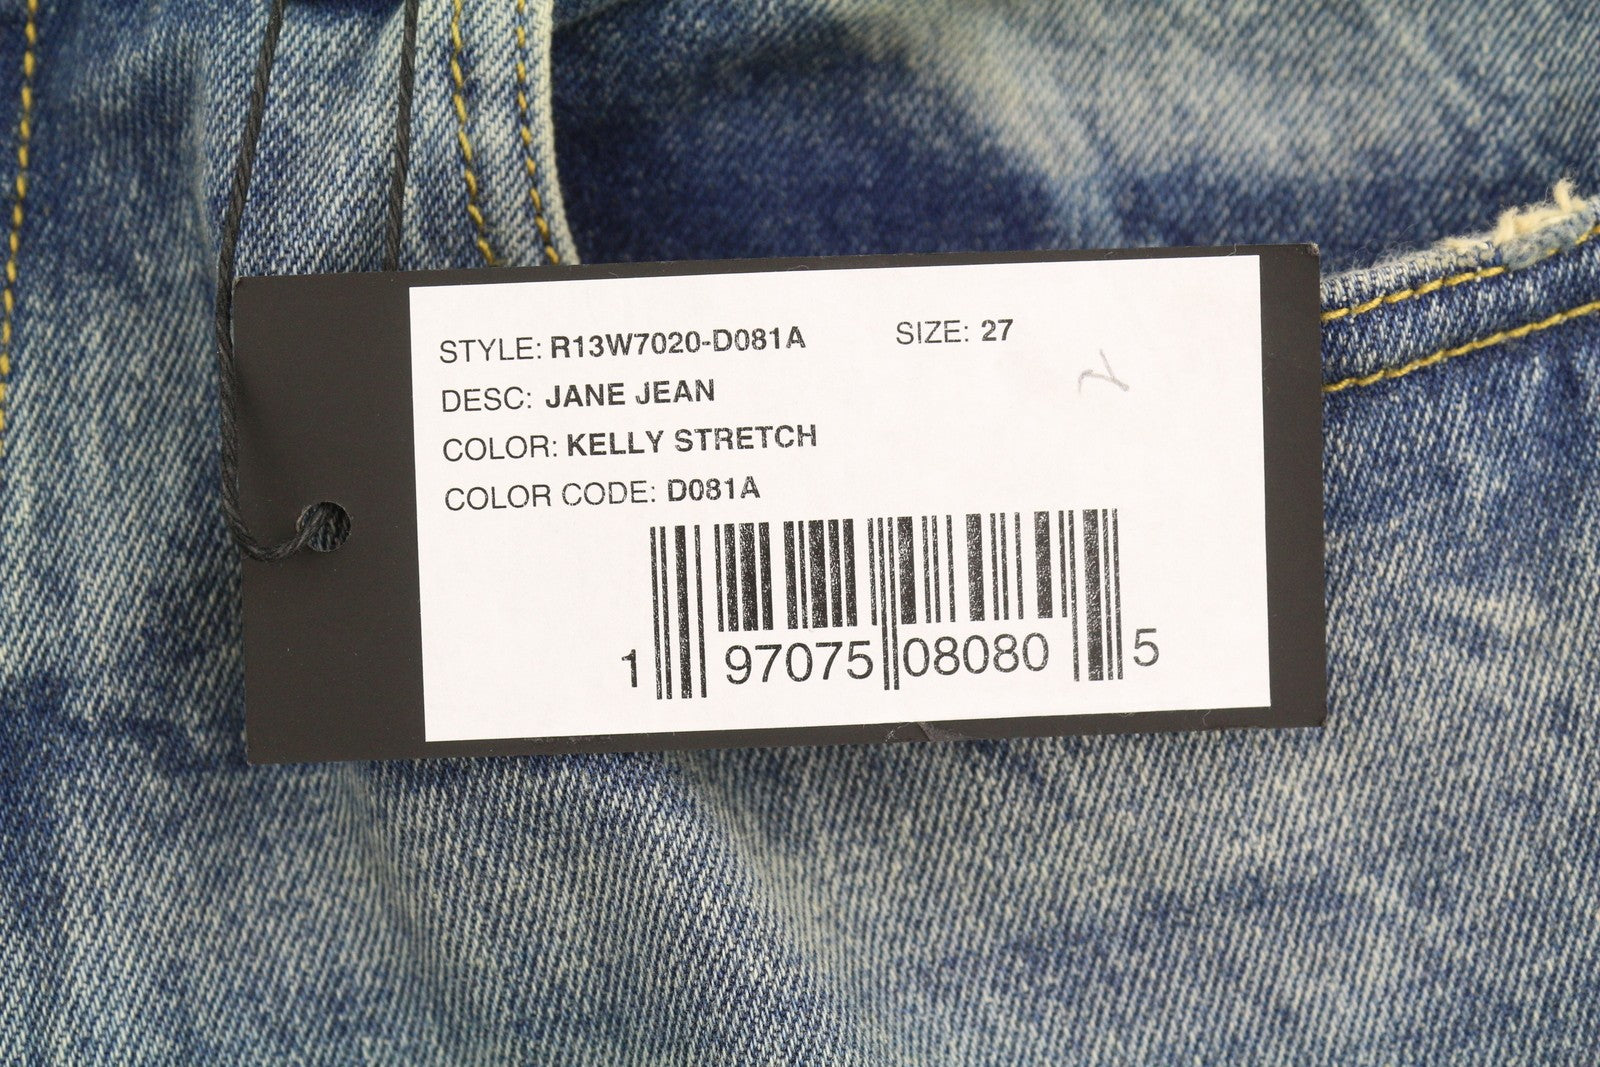 STYLE: R13W7020-D081A SIZE: 27
DESC: JANE JEAN
COLOR: KELLY STRETCH
COLOR CODE: D081A
1 97075 08080 5